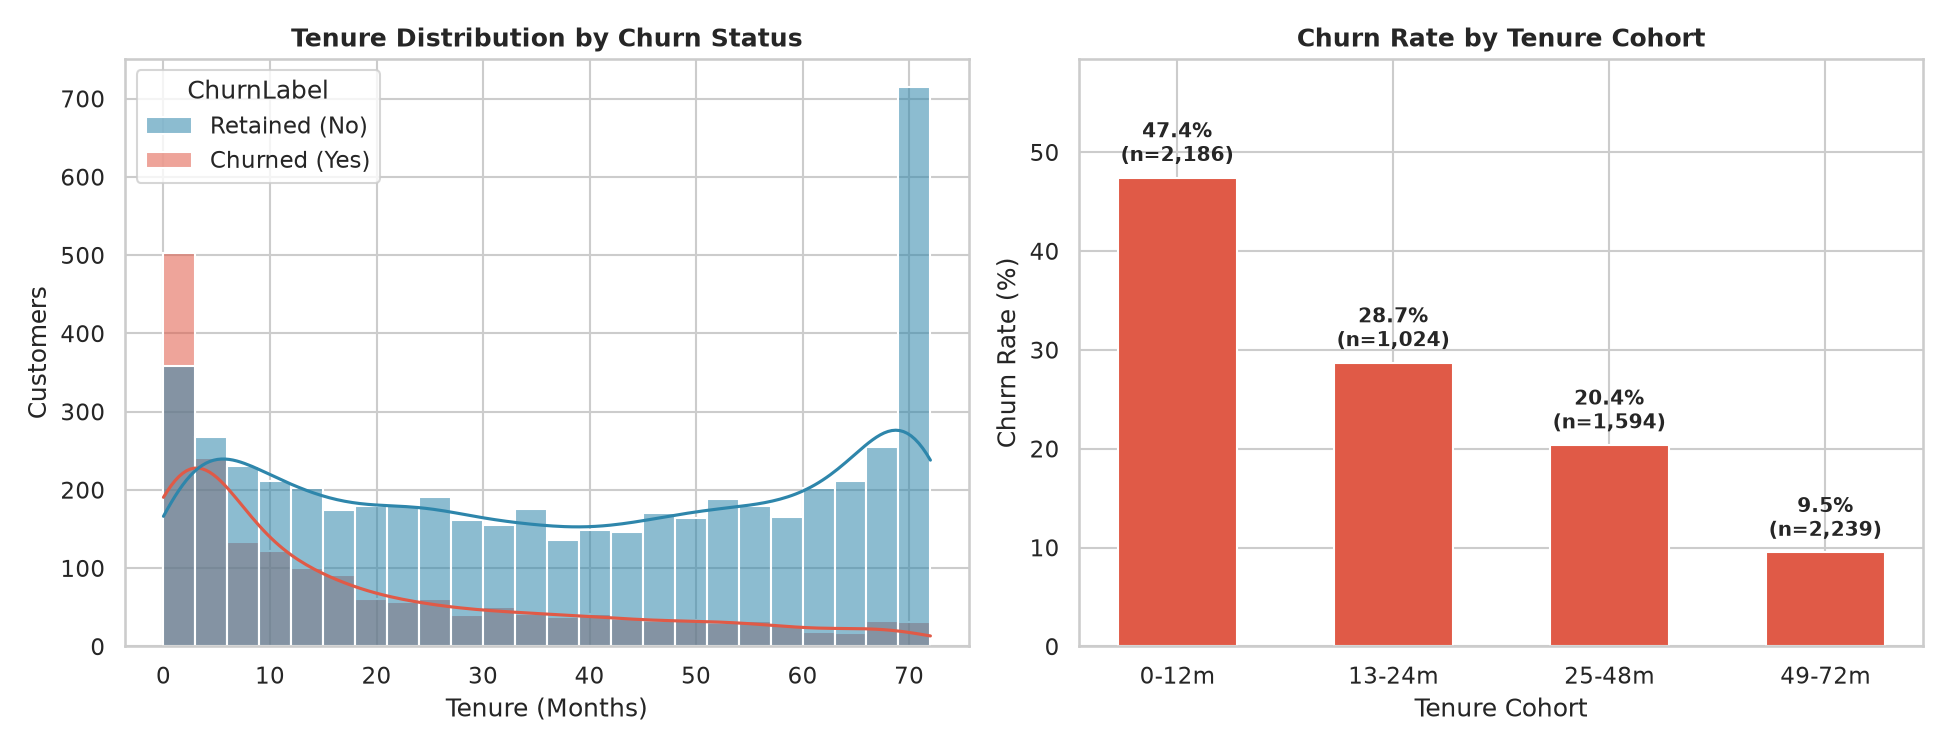 Tenure Distribution by Churn Status
ChurnLabel
Retained (No)
Churned (Yes)
Customers
700
600
500
400
300
200
100
0
0 10 20 30 40 50 60 70
Tenure (Months)
Churn Rate by Tenure Cohort
Churn Rate (%)
50
40
30
20
10
0
47.4%
(n=2,186)
28.7%
(n=1,024)
20.4%
(n=1,594)
9.5%
(n=2,239)
0-12m 13-24m 25-48m 49-72m
Tenure Cohort